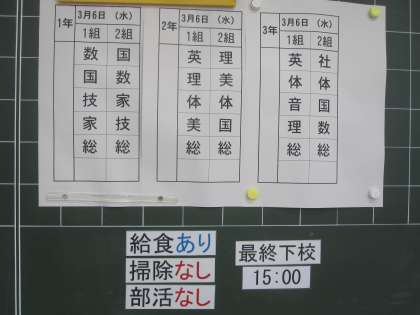 1年 3月6日 (水)
1組 2組
数 国
国 数
技 家
家 技
総 総
2年 3月6日 (水)
1組 2組
英 理
理 美
体 体
美 国
総 総
3年 3月6日 (水)
1組 2組
英 社
体 体
音 国
理 数
総 総
給食あり
掃除なし
部活なし
最終下校
15:00